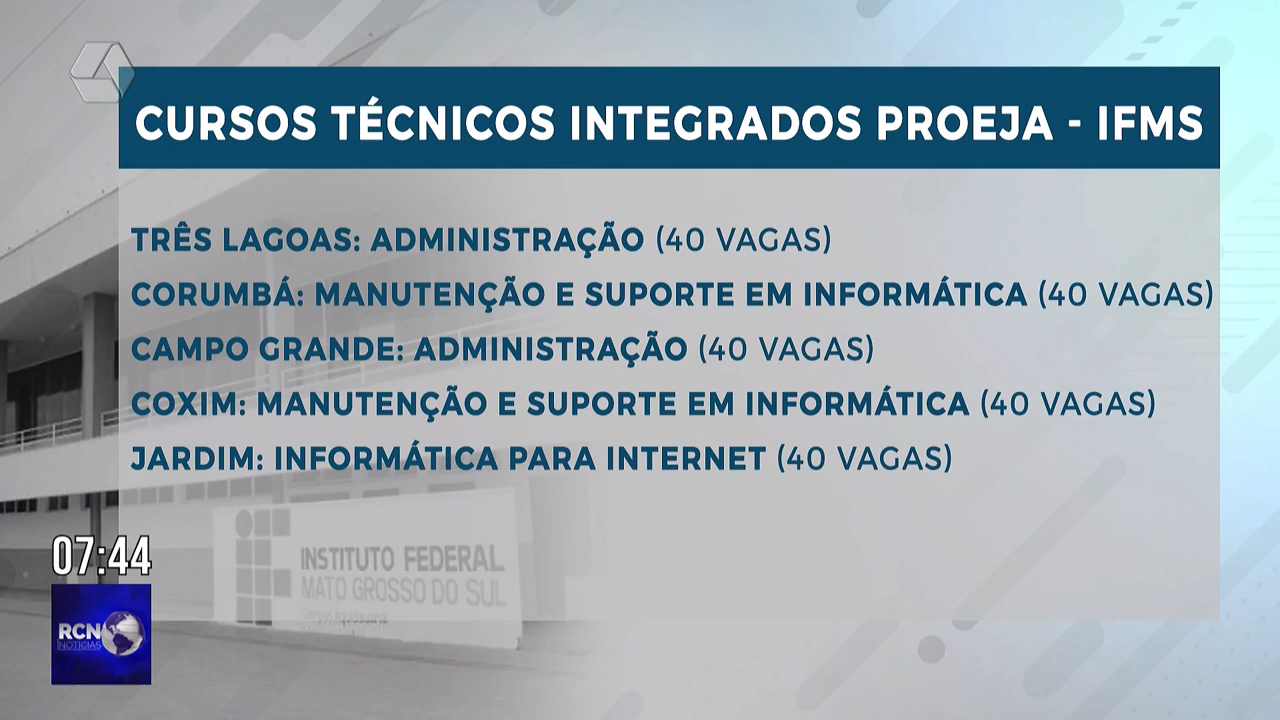 CURSOS TÉCNICOS INTEGRADOS PROEJA - IFMS
TRÊS LAGOAS: ADMINISTRAÇÃO (40 VAGAS)
CORUMBÁ: MANUTENÇÃO E SUPORTE EM INFORMÁTICA (40 VAGAS)
CAMPO GRANDE: ADMINISTRAÇÃO (40 VAGAS)
COXIM: MANUTENÇÃO E SUPORTE EM INFORMÁTICA (40 VAGAS)
JARDIM: INFORMÁTICA PARA INTERNET (40 VAGAS)
INSTITUTO FEDERAL
MATO GROSSO DO SUL
07:44
RCN
NOTÍCIAS